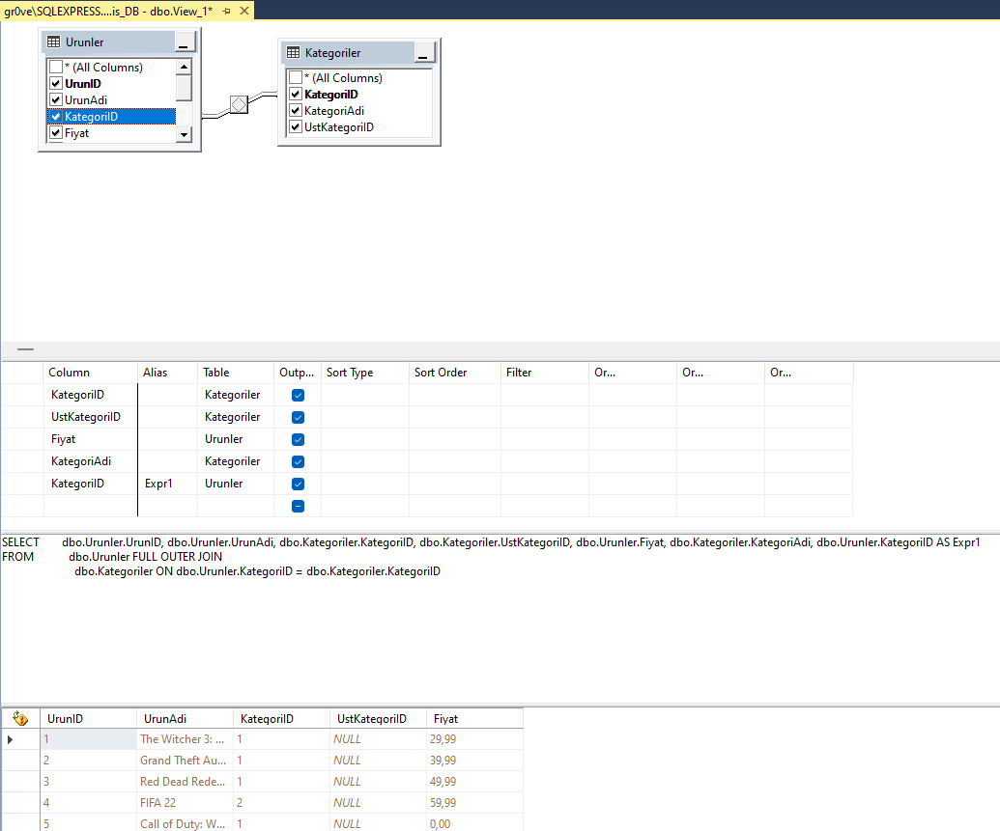 gr0ve\SQLEXPRESS....is_DB - dbo.View_1*
Urunler
* (All Columns)
UrunID
UrunAdi
KategoriID
Fiyat
Kategoriler
* (All Columns)
KategoriID
KategoriAdi
UstKategoriID
Column Alias Table Outp... Sort Type Sort Order Filter Or... Or... Or...
KategoriID Kategoriler
UstKategoriID Kategoriler
Fiyat Urunler
KategoriAdi Kategoriler
KategoriID Expr1 Urunler
SELECT dbo.Urunler.UrunID, dbo.Urunler.UrunAdi, dbo.Kategoriler.KategoriID, dbo.Kategoriler.UstKategoriID, dbo.Urunler.Fiyat, dbo.Kategoriler.KategoriAdi, dbo.Urunler.KategoriID AS Expr1
FROM dbo.Urunler FULL OUTER JOIN
dbo.Kategoriler ON dbo.Urunler.KategoriID = dbo.Kategoriler.KategoriID
UrunID UrunAdi KategoriID UstKategoriID Fiyat
1 The Witcher 3: ... 1 NULL 29,99
2 Grand Theft Au... 1 NULL 39,99
3 Red Dead Rede... 1 NULL 49,99
4 FIFA 22 2 NULL 59,99
5 Call of Duty: W... 1 NULL 0,00